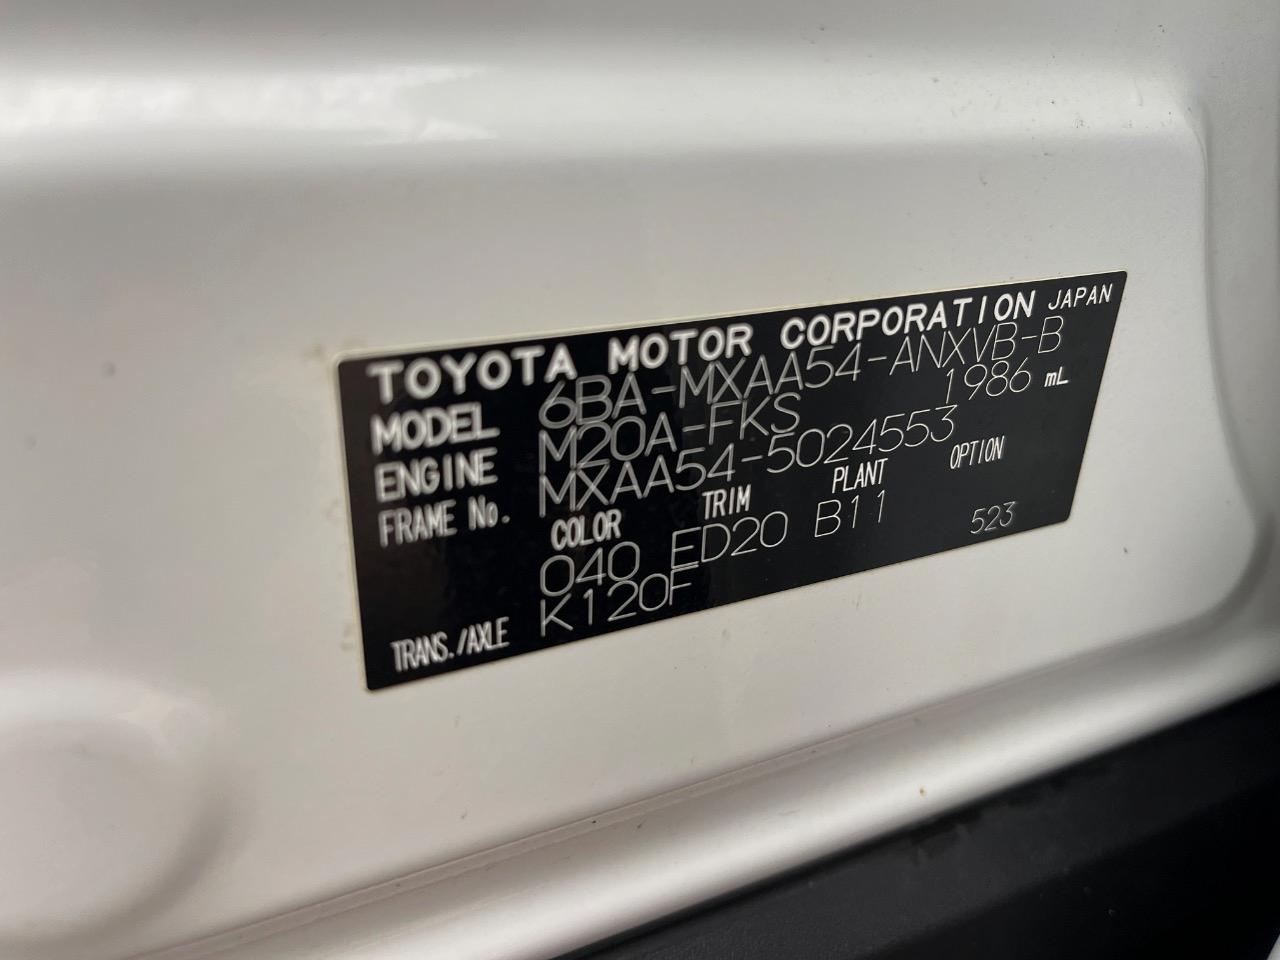 TOYOTA MOTOR CORPORATION JAPAN
MODEL 6BA-MXAA54-ANXVB-B
ENGINE M20A-FKS 1986 mL
FRAME No. MXAA54-5024553
COLOR TRIM PLANT OPTION
040 ED20 B11 523
TRANS./AXLE K120F